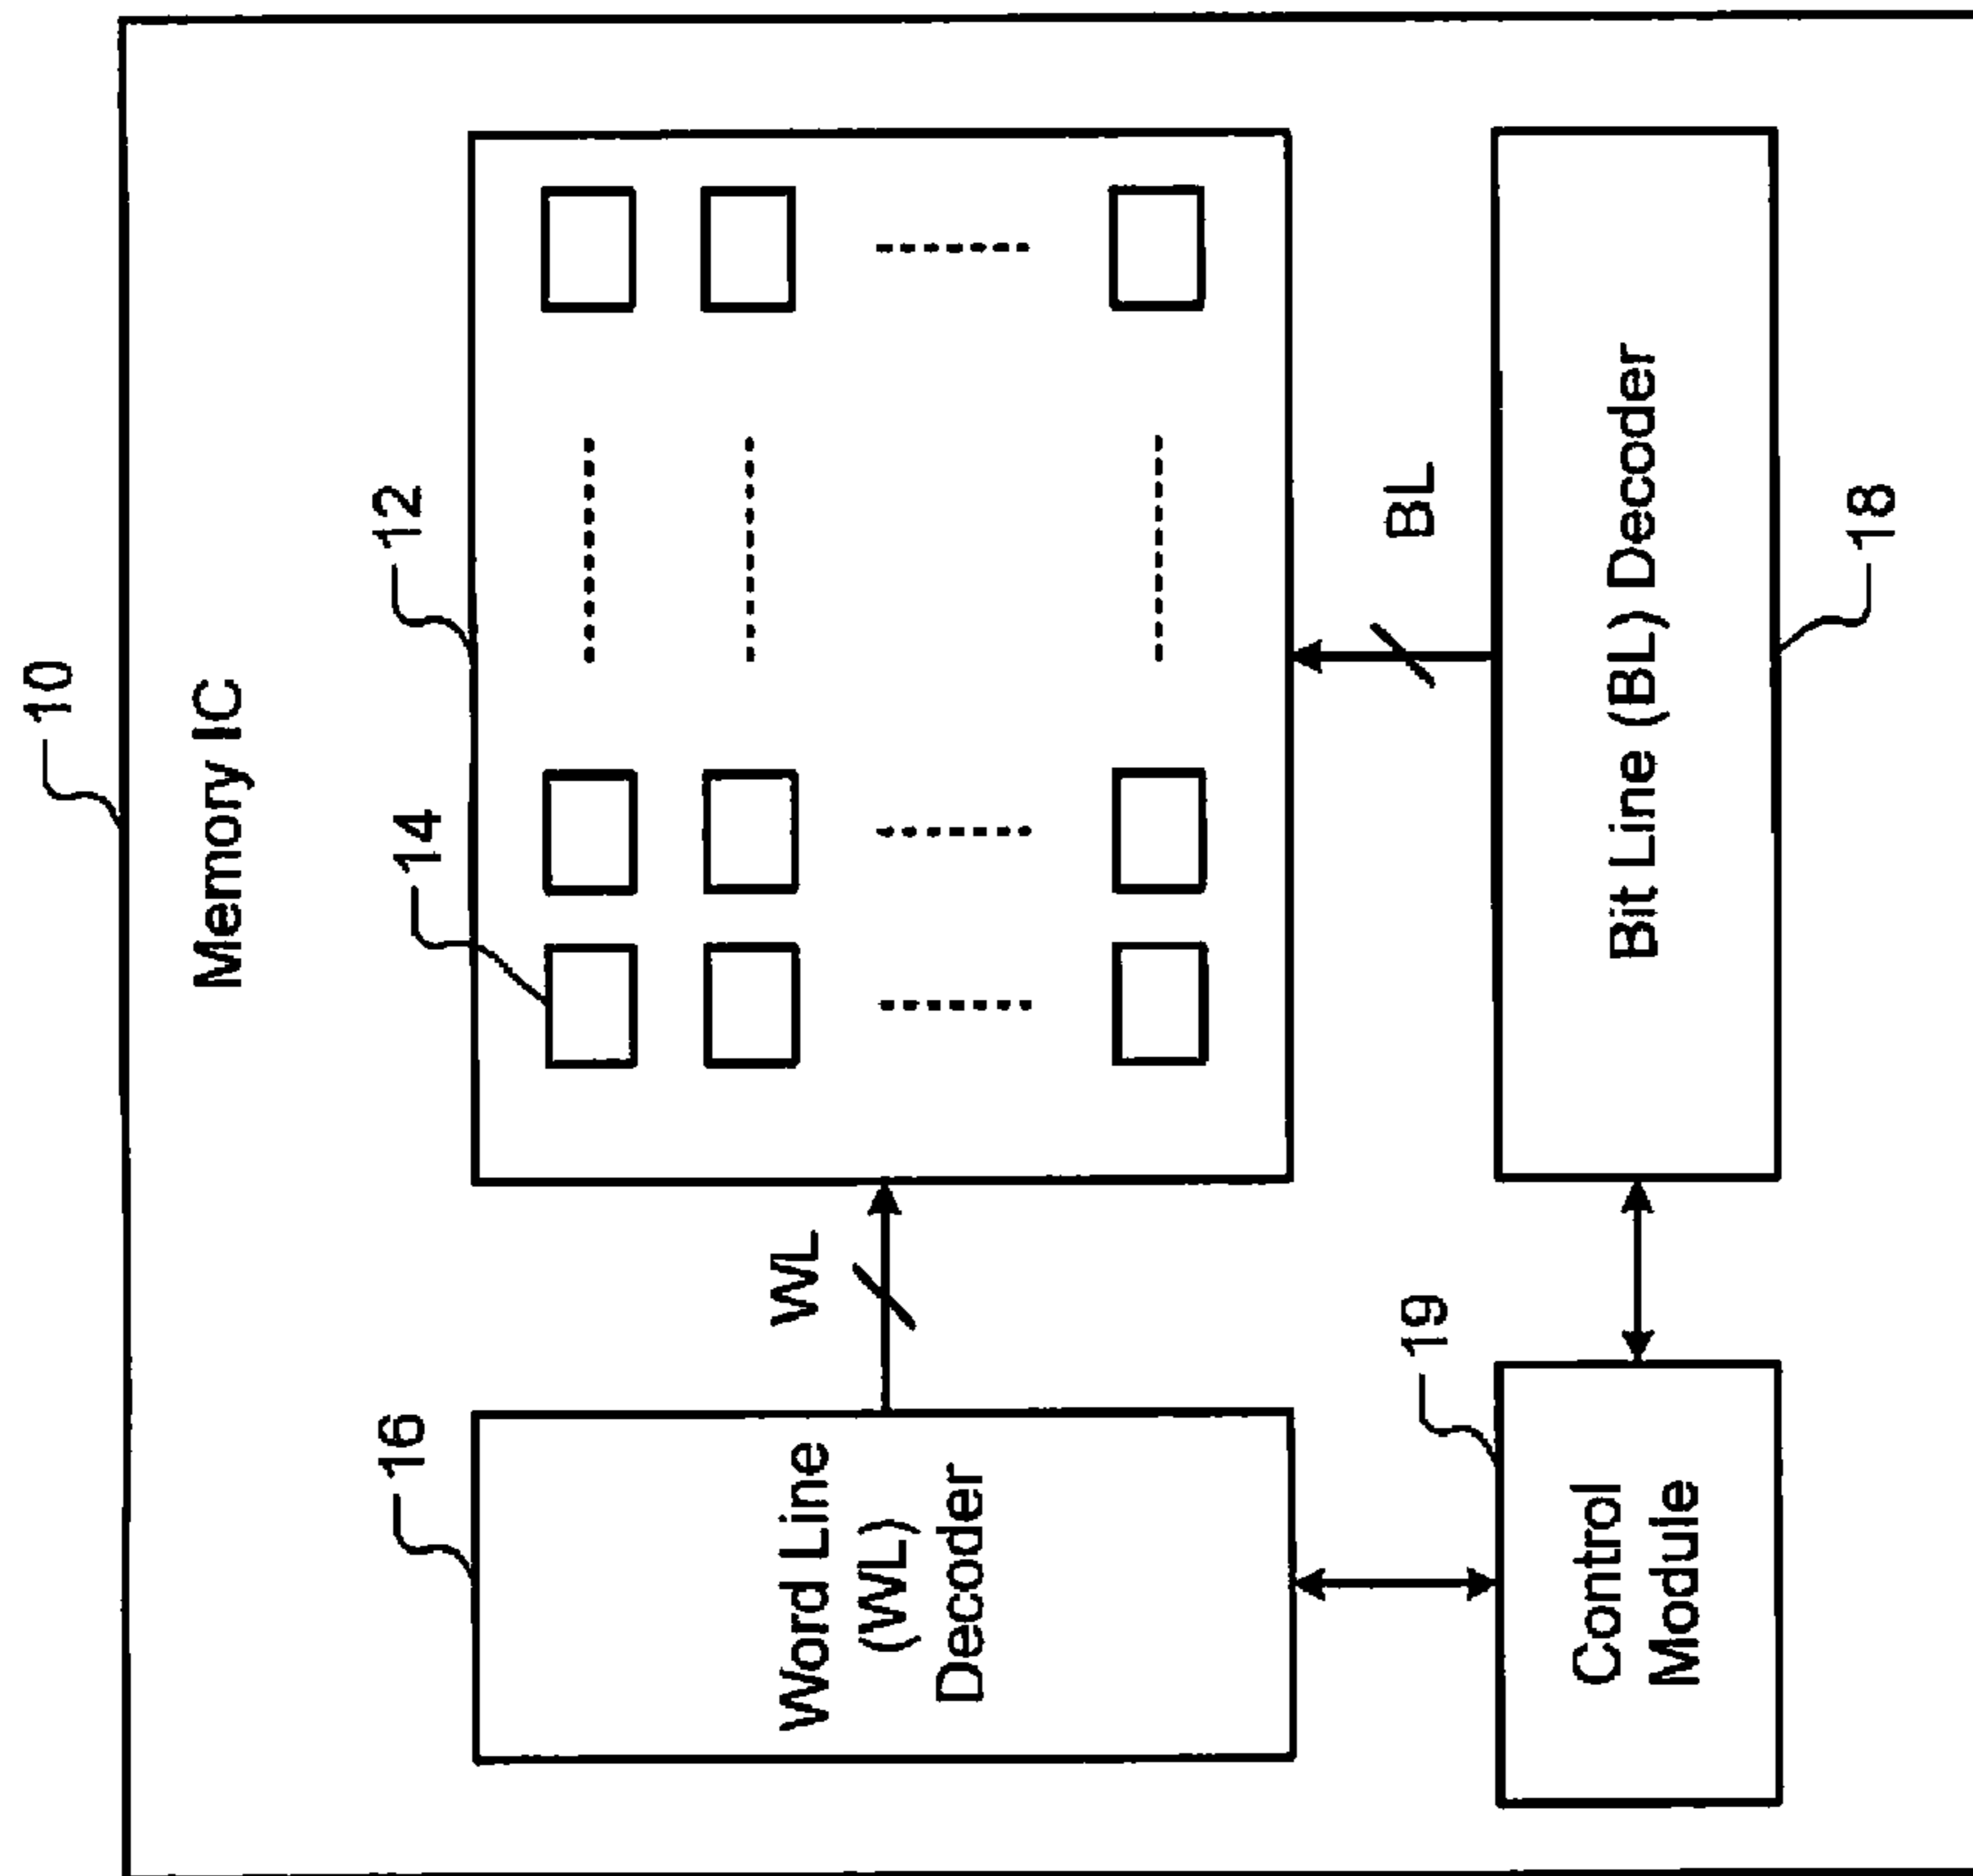 10
Memory IC
12
14
16
Word Line
(WL)
Decoder
WL
BL
19
Control
Module
Bit Line (BL) Decoder
18